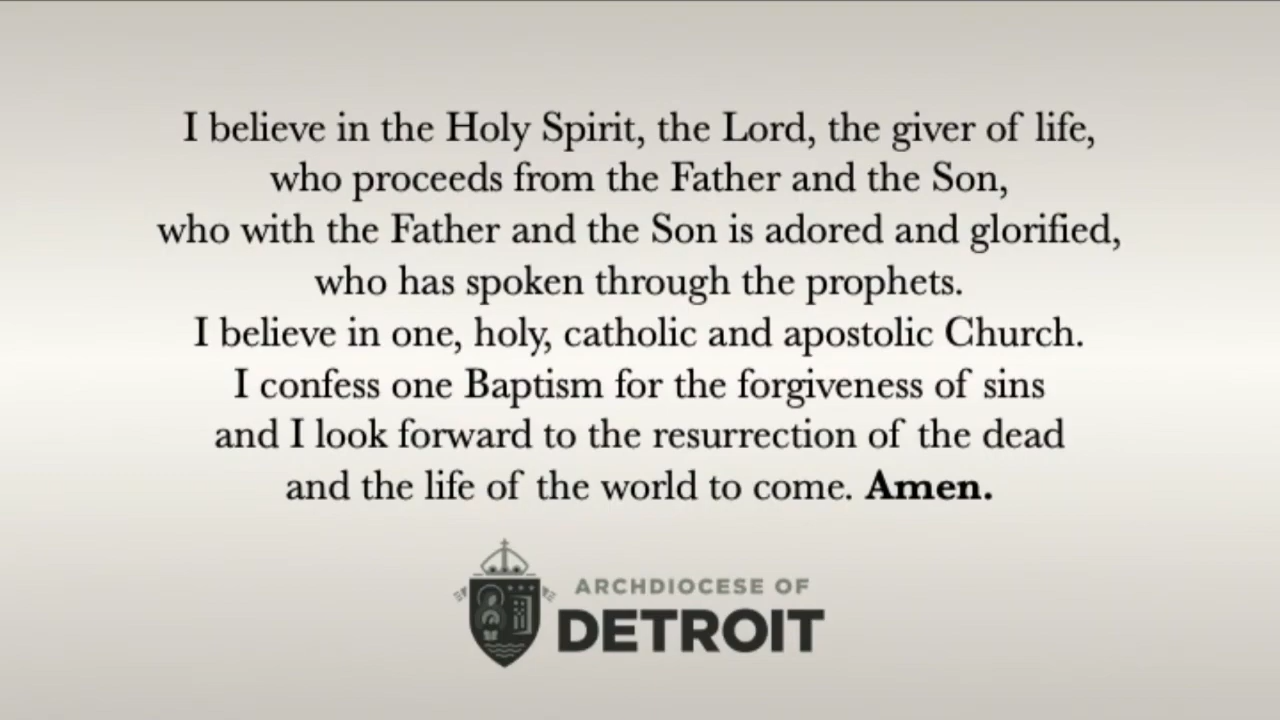 I believe in the Holy Spirit, the Lord, the giver of life,
who proceeds from the Father and the Son,
who with the Father and the Son is adored and glorified,
who has spoken through the prophets.
I believe in one, holy, catholic and apostolic Church.
I confess one Baptism for the forgiveness of sins
and I look forward to the resurrection of the dead
and the life of the world to come. Amen.
ARCHDIOCESE OF
DETROIT